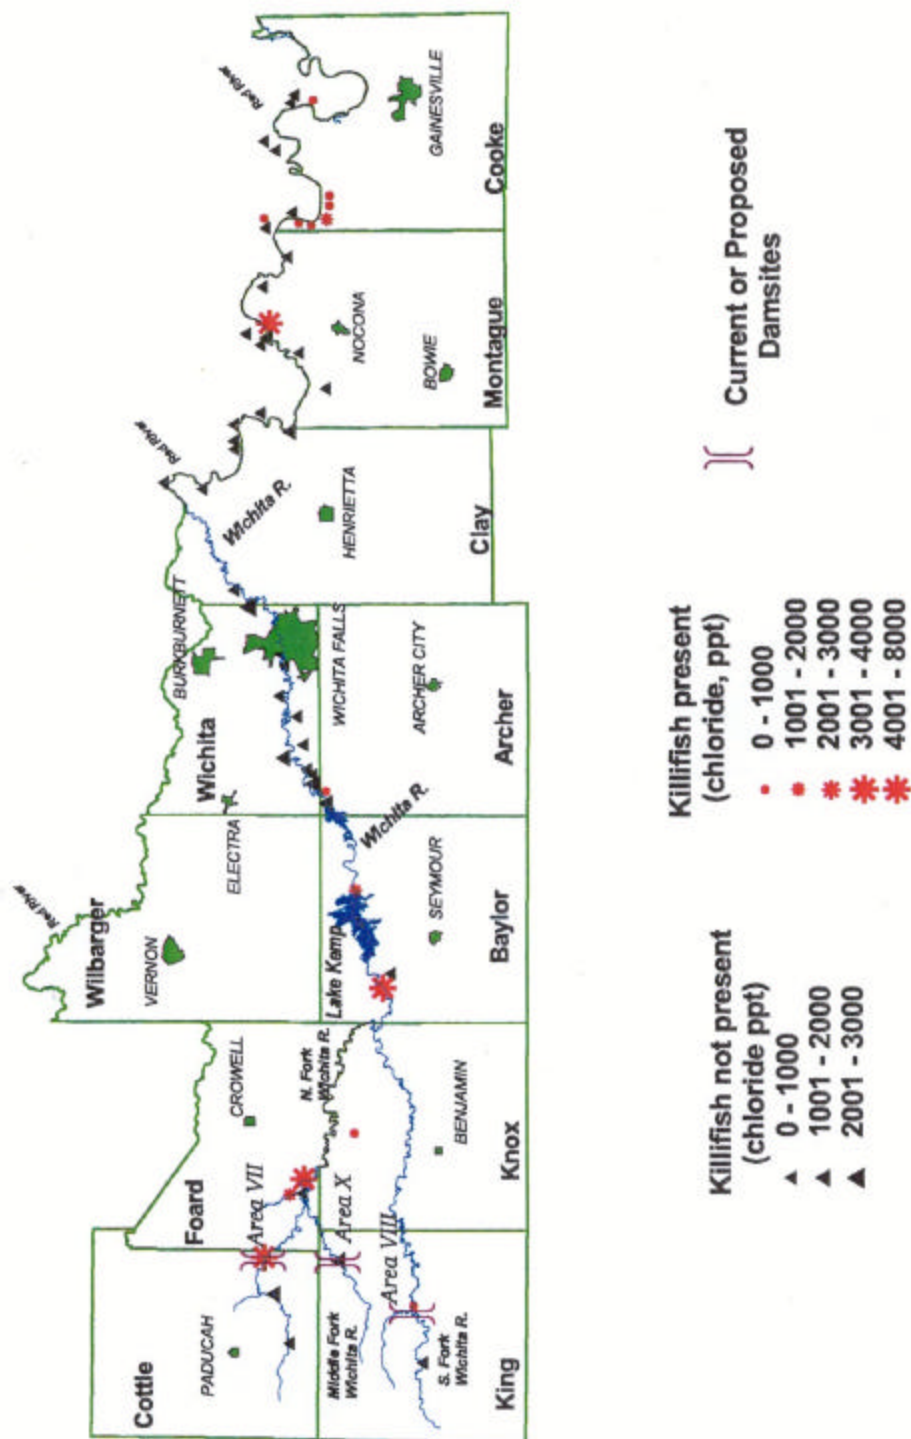 Red River
Red River
Red River
Wilbarger
VERNON
ELECTRA
Wichita
BURKBURNETT
Wichita R.
WICHITA FALLS
HENRIETTA
Clay
NOCONA
BOWIE
Montague
GAINESVILLE
Cooke
Cottle
PADUCAH
Foard
CROWELL
Area VII
N. Fork
Wichita R.
Area X
Middle Fork
Wichita R.
Area VIII
S. Fork
Wichita R.
King
BENJAMIN
Knox
Lake Kemp
SEYMOUR
Baylor
Wichita R.
ARCHER CITY
Archer
Killifish not present
(chloride ppt)
0 - 1000
1001 - 2000
2001 - 3000
Killifish present
(chloride, ppt)
0 - 1000
1001 - 2000
2001 - 3000
3001 - 4000
4001 - 8000
Current or Proposed
Damsites